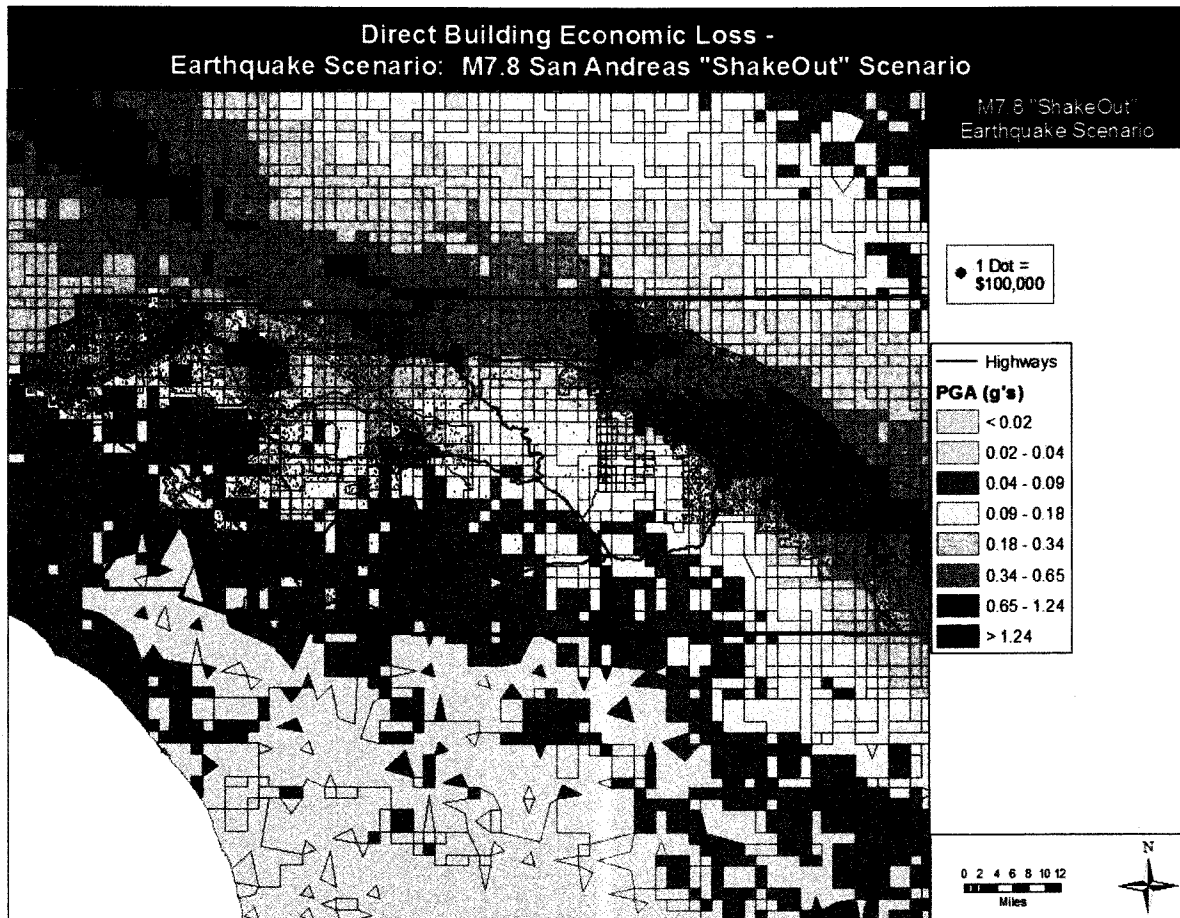 Direct Building Economic Loss -
Earthquake Scenario: M7.8 San Andreas "ShakeOut" Scenario
M7.8 "ShakeOut"
Earthquake Scenario
1 Dot =
$100,000
Highways
PGA (g's)
< 0.02
0.02 - 0.04
0.04 - 0.09
0.09 - 0.18
0.18 - 0.34
0.34 - 0.65
0.65 - 1.24
> 1.24
N
0 2 4 6 8 10 12
Miles